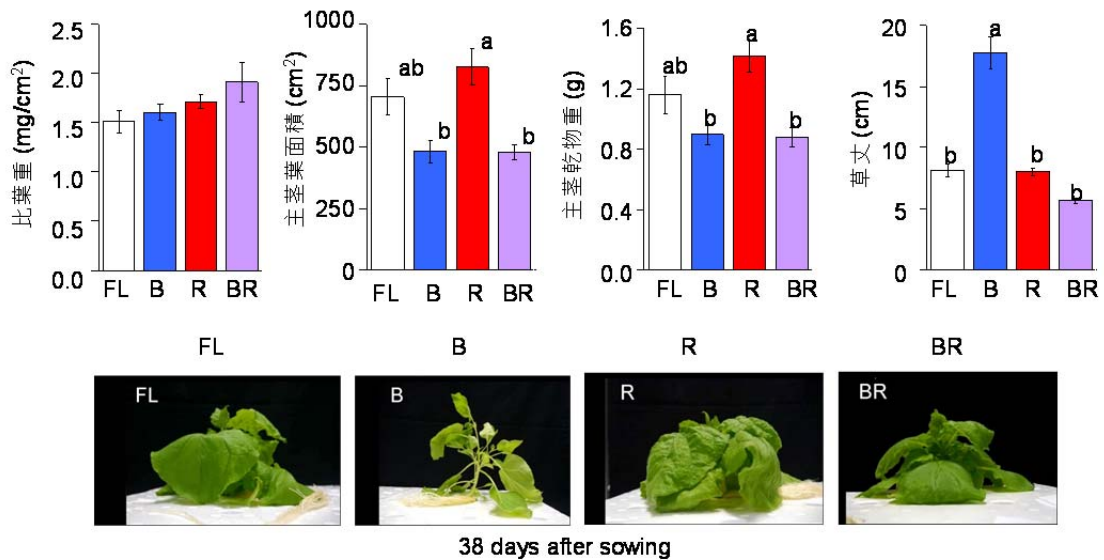 比葉重 (mg/cm²)
2.5
2.0
1.5
1.0
0.5
0.0
FL B R BR
主茎葉面積 (cm²)
1000
750
500
250
0
ab
b
a
b
FL B R BR
主茎乾物重 (g)
1.6
1.2
0.8
0.4
0.0
ab
b
a
b
FL B R BR
草丈 (cm)
20
15
10
5
0
b
a
b
b
FL B R BR
FL B R BR
FL
B
R
BR
38 days after sowing